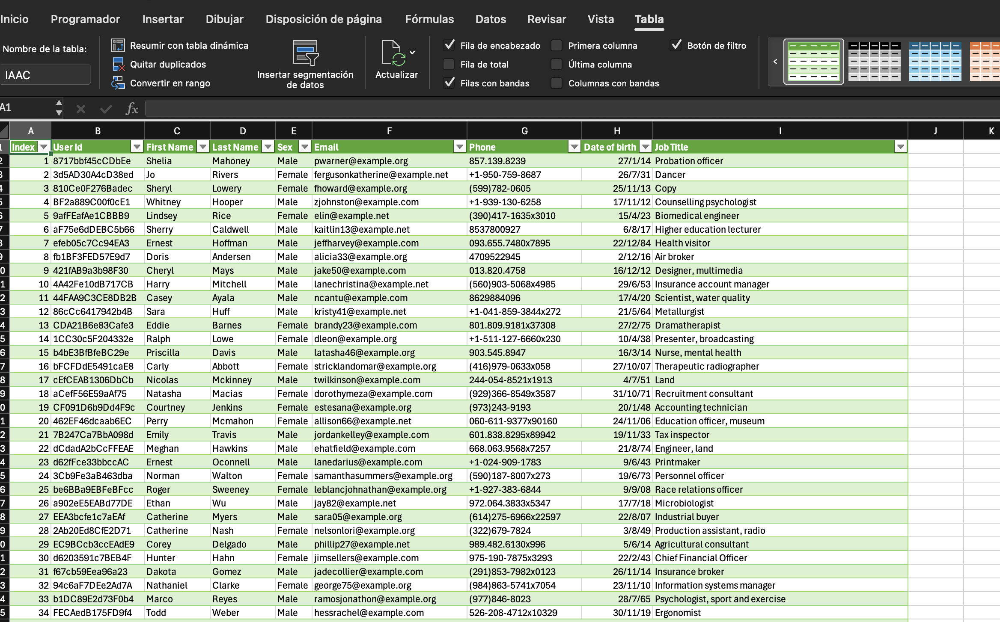 Inicio Programador Insertar Dibujar Disposición de página Fórmulas Datos Revisar Vista Tabla
Nombre de la tabla:
IAAC
Resumir con tabla dinámica
Quitar duplicados
Convertir en rango
Insertar segmentación
de datos
Actualizar
Fila de encabezado Primera columna Botón de filtro
Fila de total Última columna
Filas con bandas Columnas con bandas
A1 fx
A B C D E F G H I J K
Index User Id First Name Last Name Sex Email Phone Date of birth Job Title
1 8717bbf45cCDbEe Shelia Mahoney Male pwarner@example.org 857.139.8239 27/1/14 Probation officer
2 3d5AD30A4cD38ed Jo Rivers Female fergusonkatherine@example.net +1-950-759-8687 26/7/31 Dancer
3 810Ce0F276Badec Sheryl Lowery Female fhoward@example.org (599)782-0605 25/11/13 Copy
4 BF2a889C00f0cE1 Whitney Hooper Male zjohnston@example.com +1-939-130-6258 17/11/12 Counselling psychologist
5 9afFEafAe1CBBB9 Lindsey Rice Female elin@example.net (390)417-1635x3010 15/4/23 Biomedical engineer
6 aF75e6dDEBC5b66 Sherry Caldwell Male kaitlin13@example.net 8537800927 6/8/17 Higher education lecturer
7 efeb05c7Cc94EA3 Ernest Hoffman Male jeffharvey@example.com 093.655.7480x7895 22/12/84 Health visitor
8 fb1BF3FED57E9d7 Doris Andersen Male alicia33@example.org 4709522945 2/12/16 Air broker
9 421fAB9a3b98F30 Cheryl Mays Male jake50@example.com 013.820.4758 16/12/12 Designer, multimedia
10 4A42Fe10dB717CB Harry Mitchell Male lanechristina@example.net (560)903-5068x4985 29/6/53 Insurance account manager
11 44FAA9C3CE8DB2B Casey Ayala Male ncantu@example.com 8629884096 17/4/20 Scientist, water quality
12 86cCc6417942b4B Sara Huff Male kristy41@example.net +1-041-859-3844x272 21/5/64 Metallurgist
13 CDA21B6e83Cafe3 Eddie Barnes Female brandy23@example.com 801.809.9181x37308 27/2/75 Dramatherapist
14 1CC30c5F204332e Ralph Lowe Female dleon@example.org +1-511-127-6660x230 10/4/38 Presenter, broadcasting
15 b4bE3BfBfeBC29e Priscilla Davis Male latasha46@example.org 903.545.8947 16/3/14 Nurse, mental health
16 bFCFDdE5491caE8 Carly Abbott Female stricklandomar@example.org (416)979-0633x058 27/10/07 Therapeutic radiographer
17 cEfCEAB1306DbCb Nicolas Mckinney Male twilkinson@example.com 244-054-8521x1913 4/7/51 Land
18 aCefF56E59aAf75 Natasha Macias Female dorothymeza@example.com (929)366-8549x3587 31/10/71 Recruitment consultant
19 CF091D6b9Dd4F9c Courtney Jenkins Female estesana@example.org (973)243-9193 20/1/48 Accounting technician
20 462EF46dcaab6EC Perry Mcmahon Female allison66@example.net 060-611-9377x90160 24/11/06 Education officer, museum
21 7B247Ca7BbA098d Emily Travis Male jordankelley@example.com 601.838.8295x89942 19/11/33 Tax inspector
22 dCdadA2bCcFFEAE Meghan Hawkins Male ehatfield@example.com 668.063.9568x7257 21/8/74 Engineer, land
23 d62fFce33bbccAC Ernest Oconnell Male lanedarius@example.com +1-024-909-1783 9/6/43 Printmaker
24 3Cb9Fe3aB463dba Norman Walton Female samanthasummers@example.org (590)187-8007x273 19/6/73 Personnel officer
25 be6BBa9EBFeBFcc Roger Sweeney Female leblancjohnathan@example.org +1-927-383-6844 9/9/08 Race relations officer
26 a902eE5EABd77DE Ethan Wu Male jay82@example.net 972.064.3833x5347 17/7/18 Microbiologist
27 EEA3bcfe1c7aEAf Catherine Myers Male sara05@example.org (614)275-6966x22597 22/8/07 Industrial buyer
28 2Ab20Ed8CfE2D71 Catherine Nash Female nelsonlori@example.org (322)679-7824 3/8/49 Production assistant, radio
29 EC9BCcb3ccEAdE9 Corey Delgado Male phillip27@example.net 989.482.6130x996 5/6/14 Agricultural consultant
30 d6203591c7BEB4F Hunter Hahn Female jimsellers@example.com 975-190-7875x3293 22/2/43 Chief Financial Officer
31 f67cb59Eea96a23 Dakota Gomez Male jadecollier@example.com (291)853-7982x0123 26/11/14 Insurance broker
32 94c6aF7DEe2Ad7A Nathaniel Clarke Female george75@example.org (984)863-5741x7054 23/11/10 Information systems manager
33 b1DC89E2d73F0b4 Marco Reyes Male ramosjonathon@example.org (977)846-8023 28/7/65 Psychologist, sport and exercise
34 FECAedB175FD9f4 Todd Weber Male hessrachel@example.com 526-208-4712x10329 30/11/19 Ergonomist